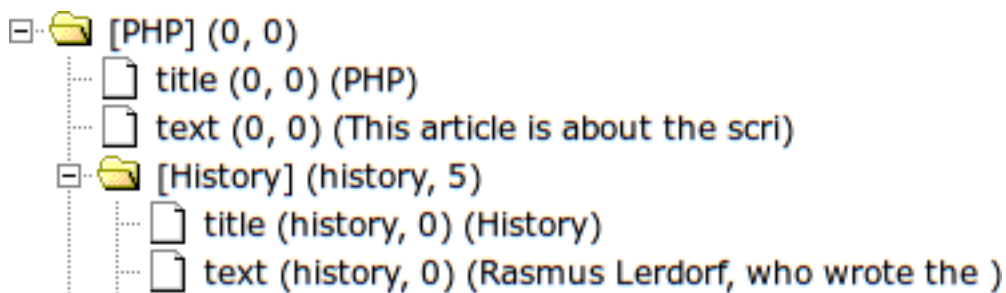 [PHP] (0, 0)
title (0, 0) (PHP)
text (0, 0) (This article is about the scri)
[History] (history, 5)
title (history, 0) (History)
text (history, 0) (Rasmus Lerdorf, who wrote the )